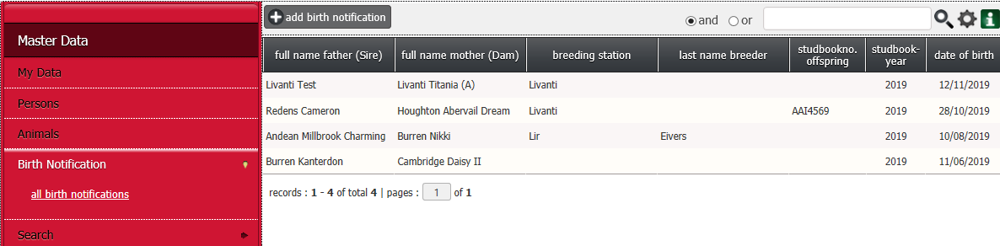 Master Data
My Data
Persons
Animals
Birth Notification
all birth notifications
Search
add birth notification
and or
full name father (Sire) full name mother (Dam) breeding station last name breeder studbookno. offspring studbook-year date of birth
Livanti Test Livanti Titania (A) Livanti 2019 12/11/2019
Redens Cameron Houghton Abervail Dream Livanti AAI4569 2019 28/10/2019
Andean Millbrook Charming Burren Nikki Lir Eivers 2019 10/08/2019
Burren Kanterdon Cambridge Daisy II 2019 11/06/2019
records : 1 - 4 of total 4 | pages : 1 of 1